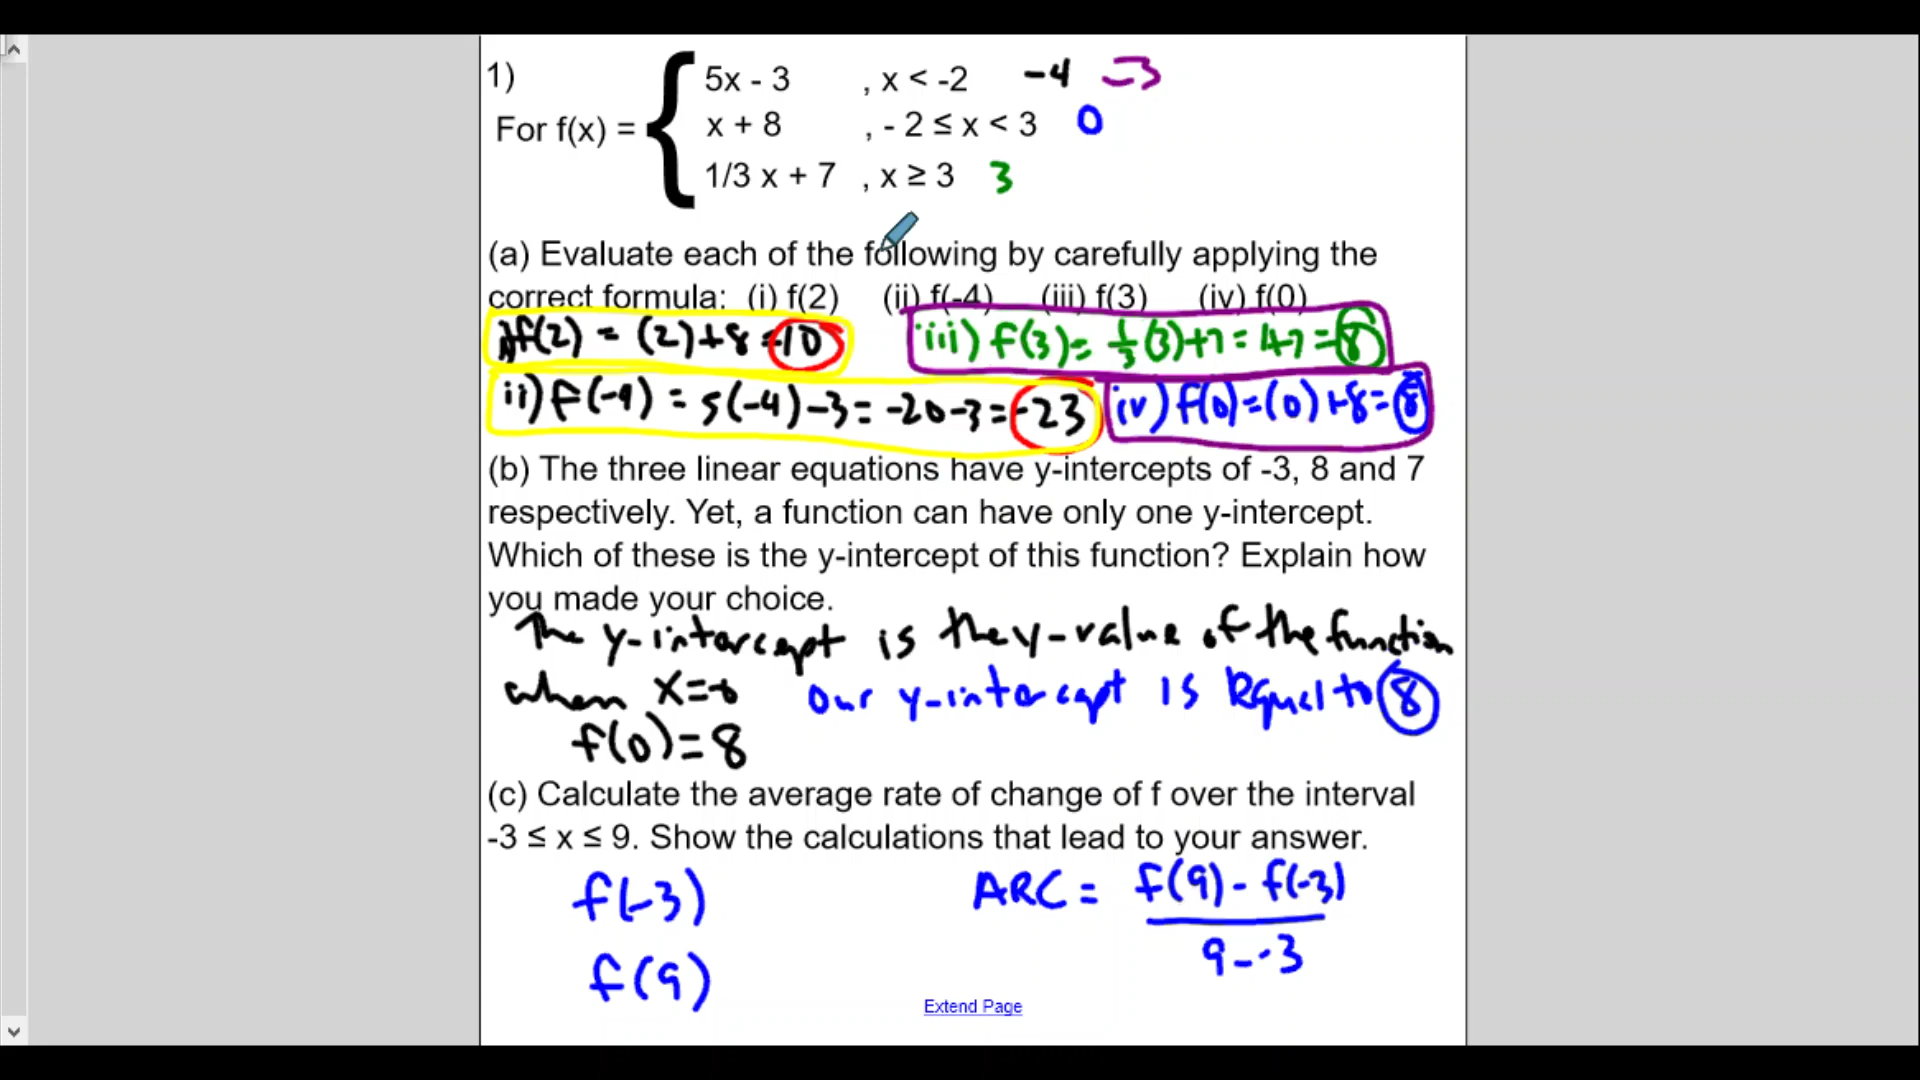 1)
For f(x) =
5x - 3 , x < -2 -4 -3
x + 8 , - 2 ≤ x < 3 0
1/3 x + 7 , x ≥ 3 3
(a) Evaluate each of the following by carefully applying the
correct formula: (i) f(2) (ii) f(-4) (iii) f(3) (iv) f(0)
i) f(2) = (2)+8 = 10
iii) f(3) = 1/3 (3)+7 = 1+7 = 8
ii) f(-4) = 5(-4)-3 = -20-3 = -23
iv) f(0) = (0) +8 = 8
(b) The three linear equations have y-intercepts of -3, 8 and 7
respectively. Yet, a function can have only one y-intercept.
Which of these is the y-intercept of this function? Explain how
you made your choice.
The y-intercept is the y-value of the function
when x=0 Our y-intercept is Equal to 8
f(0)=8
(c) Calculate the average rate of change of f over the interval
-3 ≤ x ≤ 9. Show the calculations that lead to your answer.
f(-3)
ARC = f(9) - f(-3)
9 - -3
f(9)
Extend Page